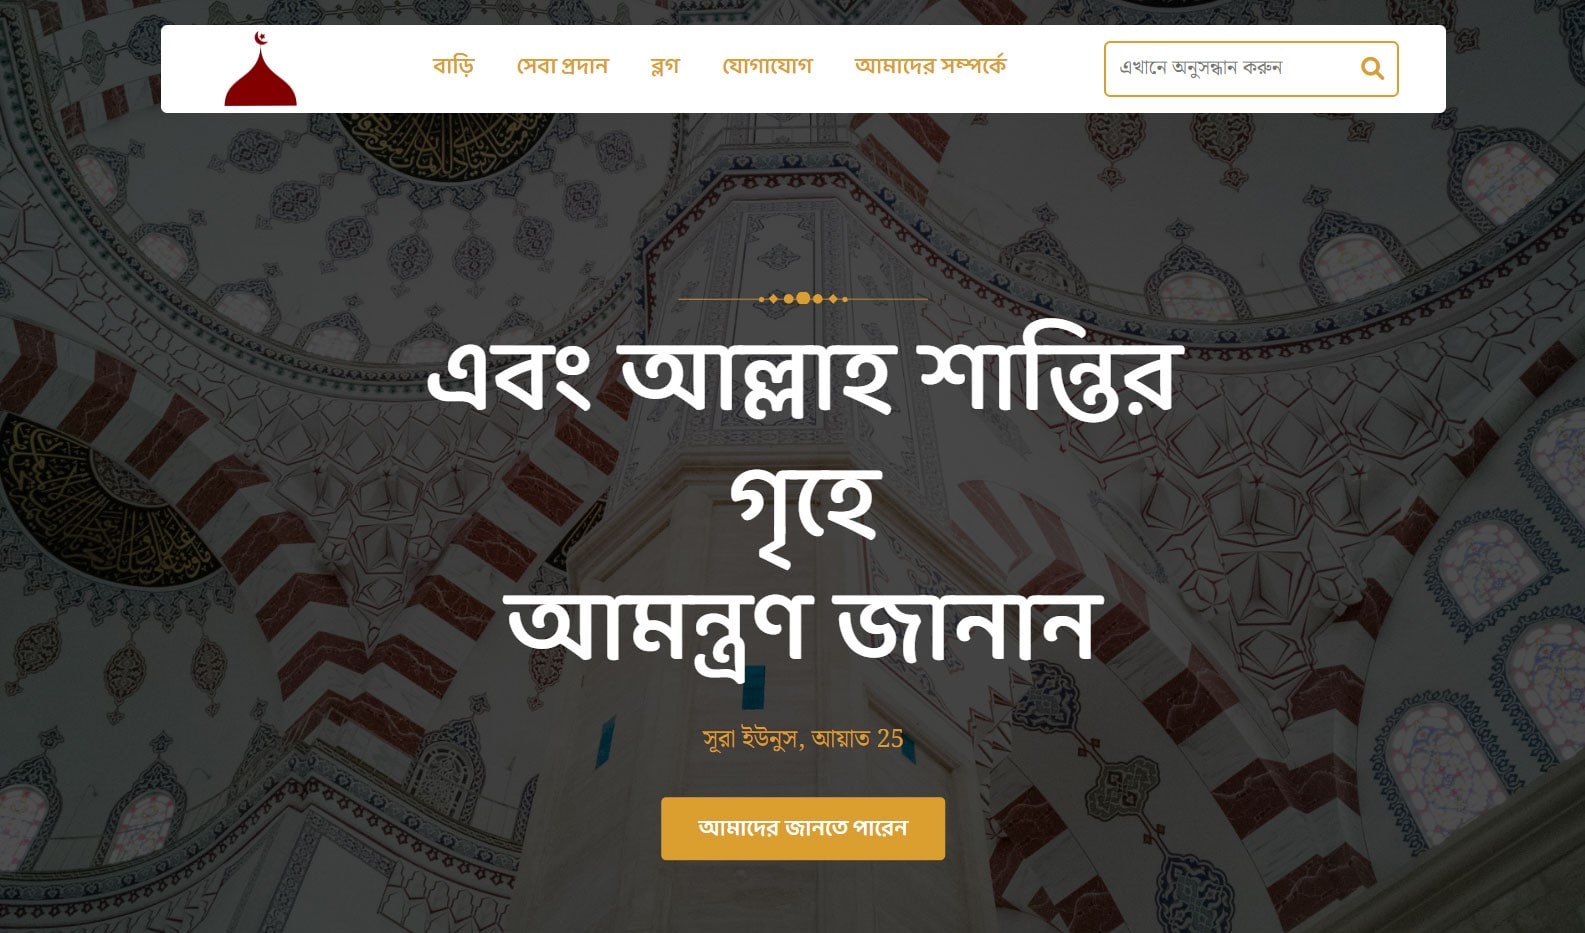 বাড়ি সেবা প্রদান ব্লগ যোগাযোগ আমাদের সম্পর্কে এখানে অনুসন্ধান করুন
এবং আল্লাহ শান্তির
গৃহে
আমন্ত্রণ জানান
সূরা ইউনুস, আয়াত 25
আমাদের জানতে পারেন